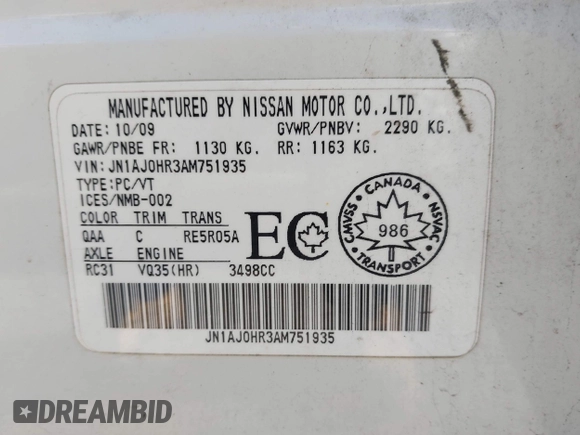 MANUFACTURED BY NISSAN MOTOR CO.,LTD.
DATE: 10/09 GVWR/PNBV: 2290 KG.
GAWR/PNBE FR: 1130 KG. RR: 1163 KG.
VIN: JN1AJ0HR3AM751935
TYPE: PC/VT
ICES/NMB-002
COLOR TRIM TRANS
QAA C RE5R05A
AXLE ENGINE
RC31 VQ35(HR) 3498CC
EC
CANADA
CMVSS
NSVAC
986
TRANSPORT
JN1AJ0HR3AM751935
DREAMBID